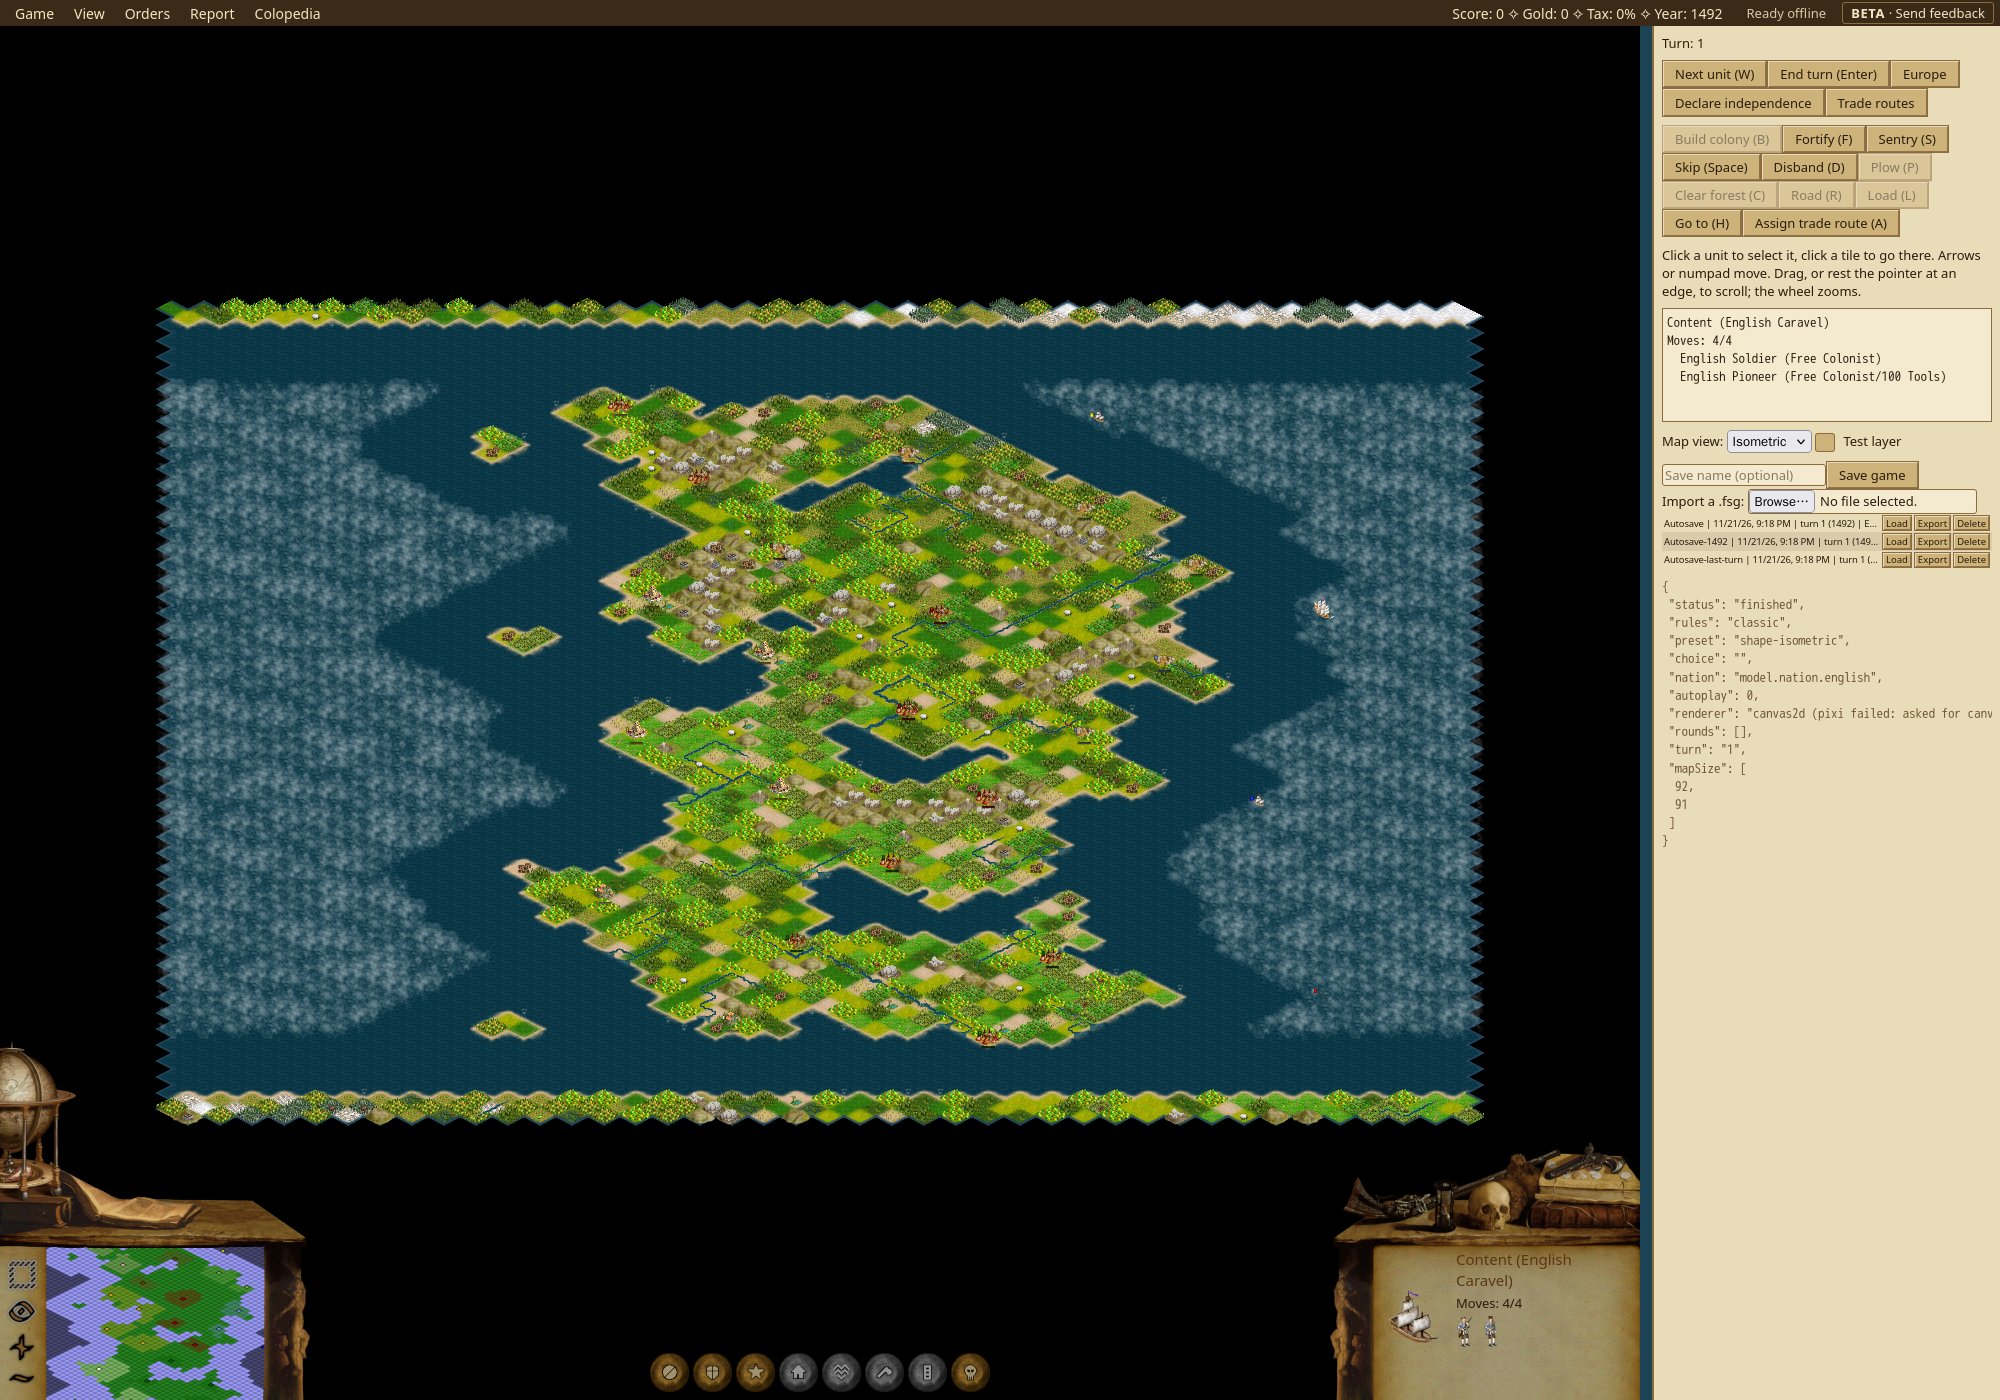 Game View Orders Report Colopedia Score: 0 ✧ Gold: 0 ✧ Tax: 0% ✧ Year: 1492 Ready offline BETA · Send feedback
Turn: 1
Next unit (W) End turn (Enter) Europe
Declare independence Trade routes
Build colony (B) Fortify (F) Sentry (S)
Skip (Space) Disband (D) Plow (P)
Clear forest (C) Road (R) Load (L)
Go to (H) Assign trade route (A)
Click a unit to select it, click a tile to go there. Arrows
or numpad move. Drag, or rest the pointer at an
edge, to scroll; the wheel zooms.
Content (English Caravel)
Moves: 4/4
English Soldier (Free Colonist)
English Pioneer (Free Colonist/100 Tools)
Map view: Isometric Test layer
Save name (optional) Save game
Import a .fsg: Browse... No file selected.
Autosave | 11/21/26, 9:18 PM | turn 1 (1492) | E... Load Export Delete
Autosave-1492 | 11/21/26, 9:18 PM | turn 1 (149... Load Export Delete
Autosave-last-turn | 11/21/26, 9:18 PM | turn 1 (... Load Export Delete
{
"status": "finished",
"rules": "classic",
"preset": "shape-isometric",
"choice": "",
"nation": "model.nation.english",
"autoplay": 0,
"renderer": "canvas2d (pixi failed: asked for canv
"rounds": [],
"turn": "1",
"mapSize": [
92,
91
]
}
Content (English
Caravel)
Moves: 4/4